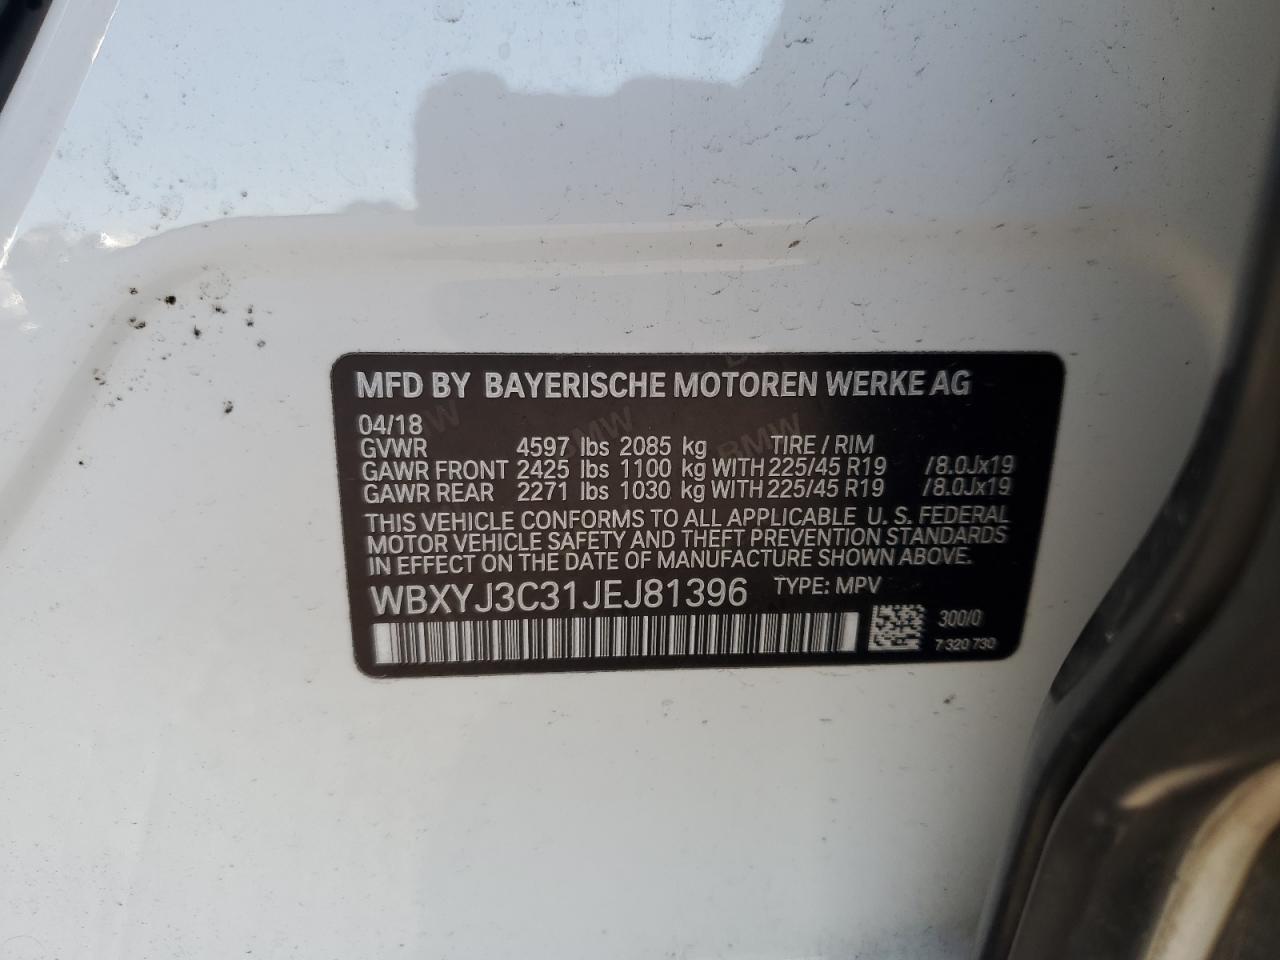 MFD BY BAYERISCHE MOTOREN WERKE AG
04/18
GVWR 4597 lbs 2085 kg TIRE / RIM
GAWR FRONT 2425 lbs 1100 kg WITH 225/45 R19 /8.0Jx19
GAWR REAR 2271 lbs 1030 kg WITH 225/45 R19 /8.0Jx19
THIS VEHICLE CONFORMS TO ALL APPLICABLE U. S. FEDERAL
MOTOR VEHICLE SAFETY AND THEFT PREVENTION STANDARDS
IN EFFECT ON THE DATE OF MANUFACTURE SHOWN ABOVE.
WBXYJ3C31JEJ81396 TYPE: MPV
300/0
7 320 730